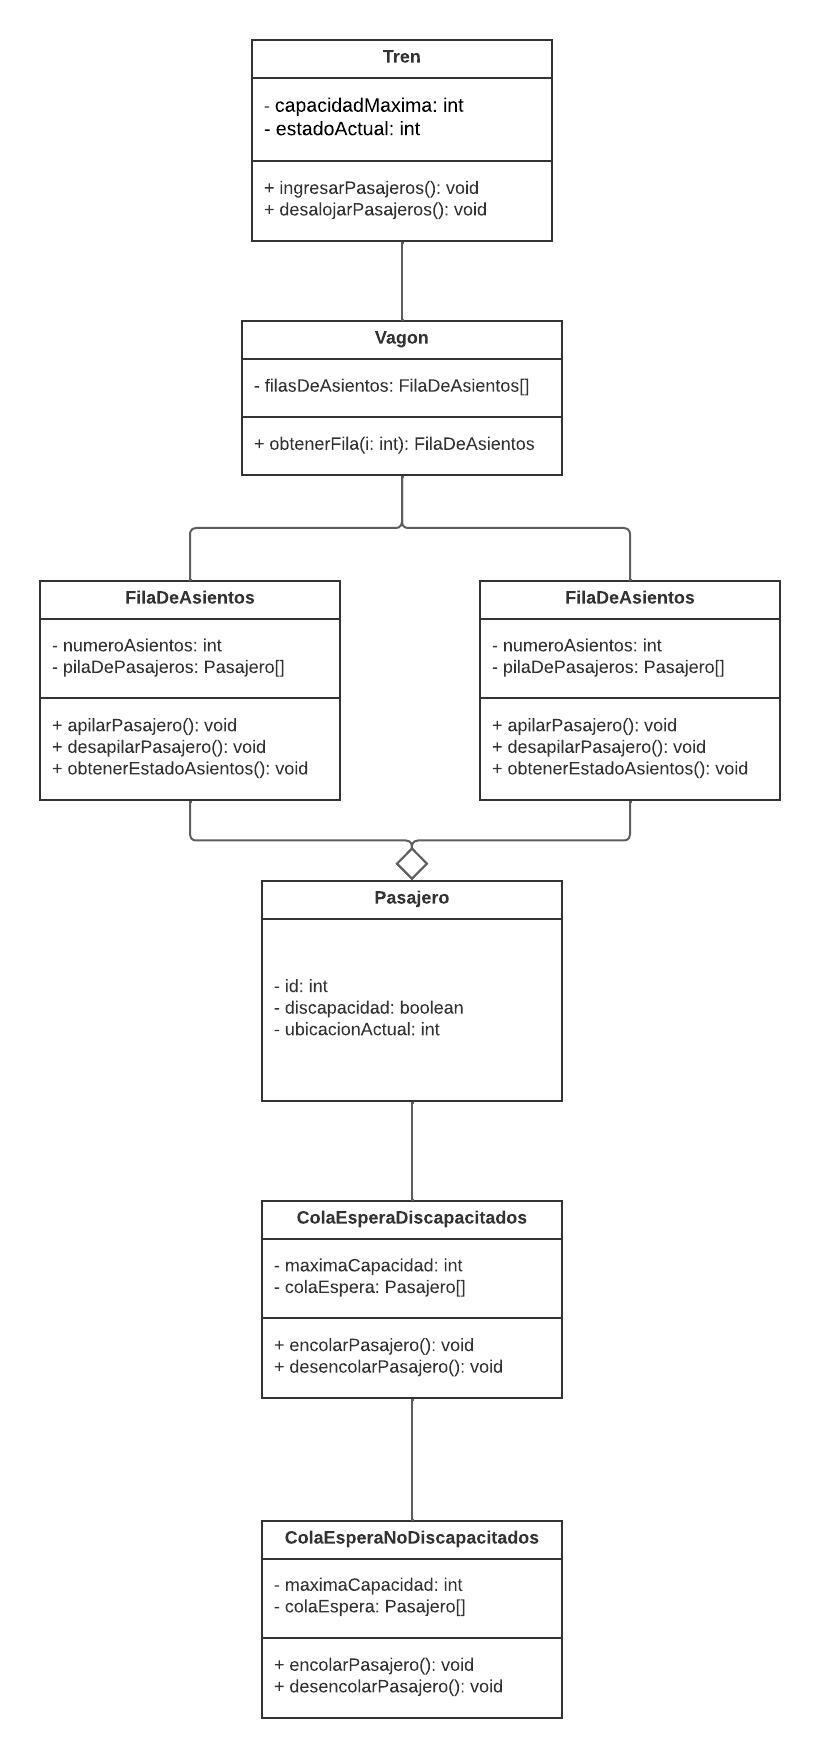 Tren
- capacidadMaxima: int
- estadoActual: int
+ ingresarPasajeros(): void
+ desalojarPasajeros(): void
Vagon
- filasDeAsientos: FilaDeAsientos[]
+ obtenerFila(i: int): FilaDeAsientos
FilaDeAsientos
- numeroAsientos: int
- pilaDePasajeros: Pasajero[]
+ apilarPasajero(): void
+ desapilarPasajero(): void
+ obtenerEstadoAsientos(): void
FilaDeAsientos
- numeroAsientos: int
- pilaDePasajeros: Pasajero[]
+ apilarPasajero(): void
+ desapilarPasajero(): void
+ obtenerEstadoAsientos(): void
Pasajero
- id: int
- discapacidad: boolean
- ubicacionActual: int
ColaEsperaDiscapacitados
- maximaCapacidad: int
- colaEspera: Pasajero[]
+ encolarPasajero(): void
+ desencolarPasajero(): void
ColaEsperaNoDiscapacitados
- maximaCapacidad: int
- colaEspera: Pasajero[]
+ encolarPasajero(): void
+ desencolarPasajero(): void